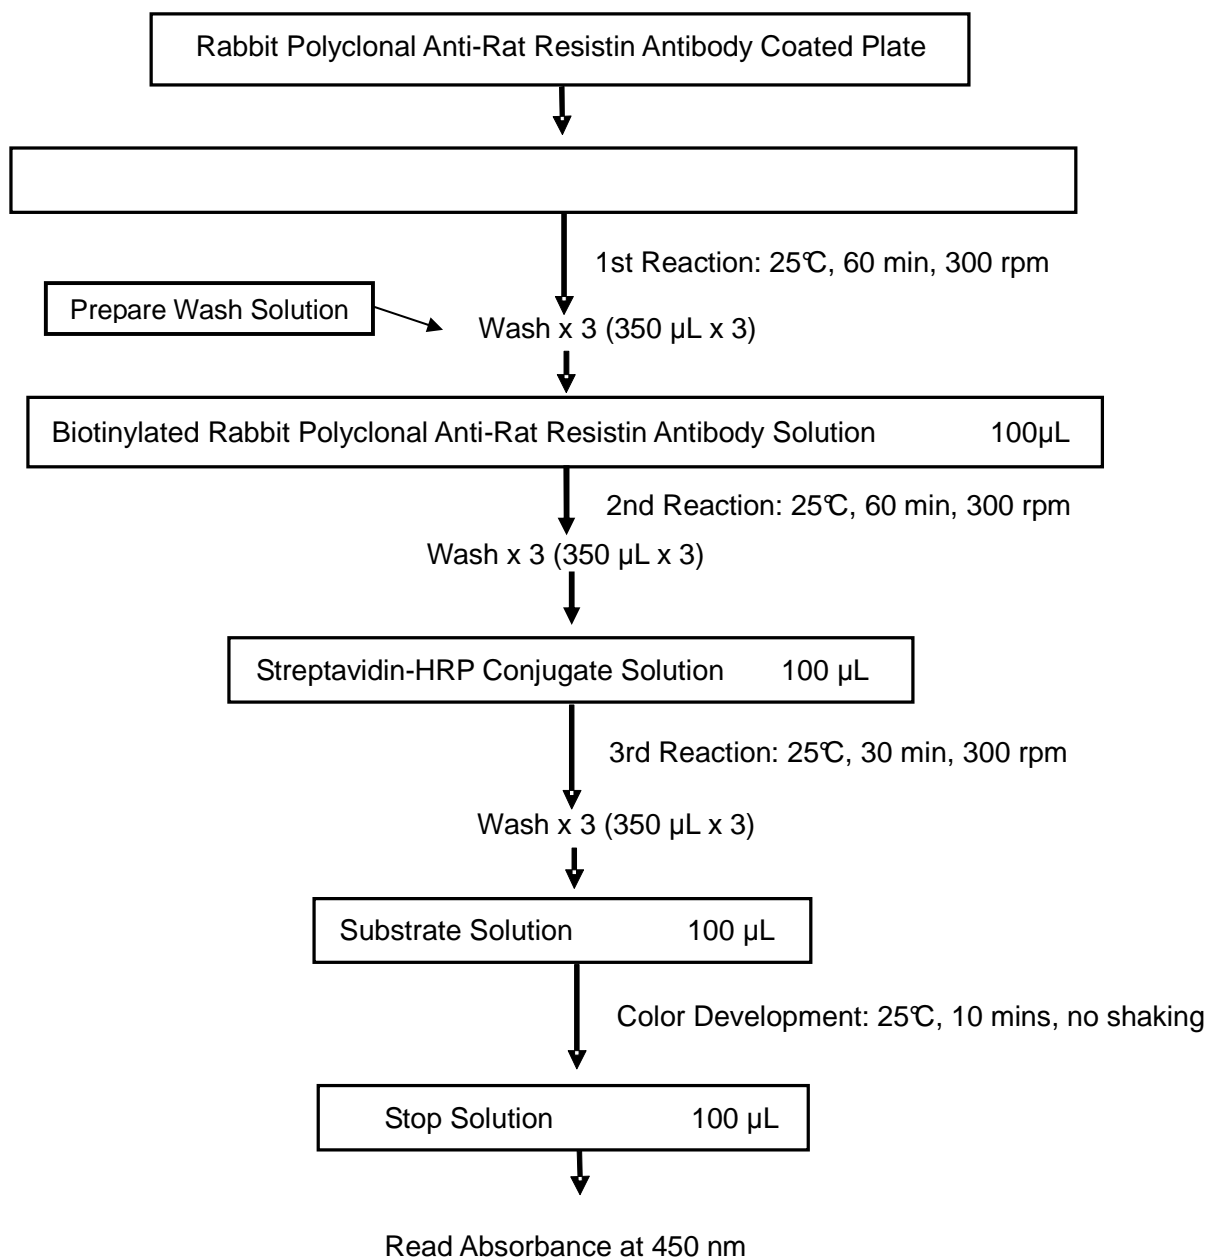 Rabbit Polyclonal Anti-Rat Resistin Antibody Coated Plate
1st Reaction: 25℃, 60 min, 300 rpm
Prepare Wash Solution
Wash x 3 (350 µL x 3)
Biotinylated Rabbit Polyclonal Anti-Rat Resistin Antibody Solution 100µL
2nd Reaction: 25℃, 60 min, 300 rpm
Wash x 3 (350 µL x 3)
Streptavidin-HRP Conjugate Solution 100 µL
3rd Reaction: 25℃, 30 min, 300 rpm
Wash x 3 (350 µL x 3)
Substrate Solution 100 µL
Color Development: 25℃, 10 mins, no shaking
Stop Solution 100 µL
Read Absorbance at 450 nm